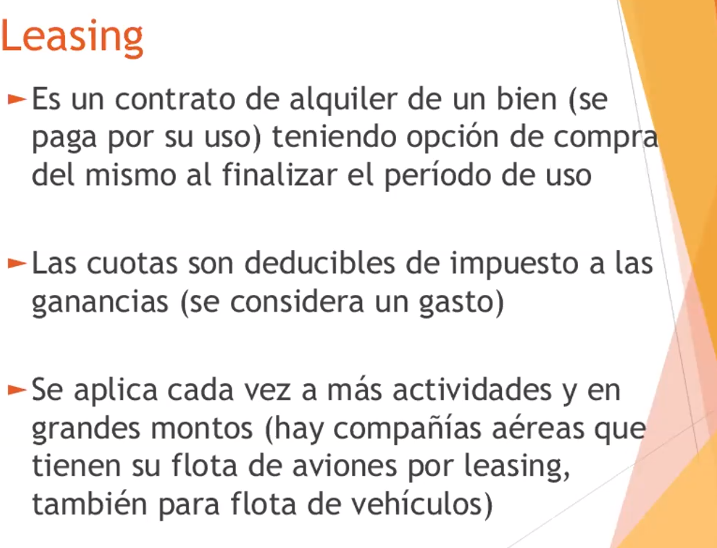 Leasing
►Es un contrato de alquiler de un bien (se
paga por su uso) teniendo opción de compra
del mismo al finalizar el período de uso
►Las cuotas son deducibles de impuesto a las
ganancias (se considera un gasto)
►Se aplica cada vez a más actividades y en
grandes montos (hay compañías aéreas que
tienen su flota de aviones por leasing,
también para flota de vehículos)